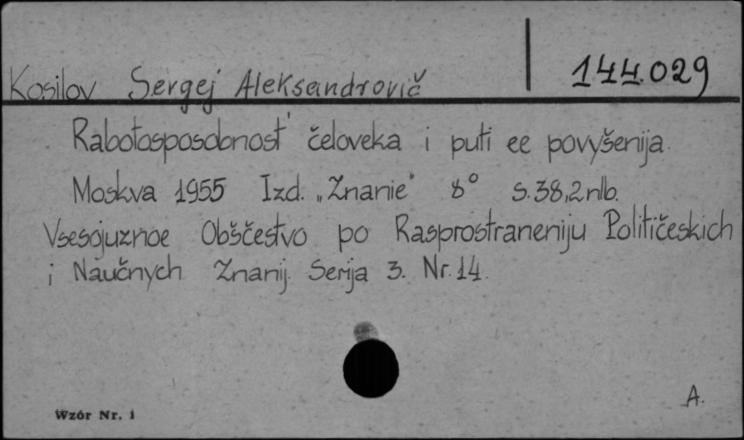 Kosilov Sergej Aleksandrovič 144.029
Rabotosposobnost' čeloveka i puti ee povyšenija.
Moskva 1955 Izd. „Znanie" 8° s.38,2nlb.
Vsesojuznoe Obščestvo po Rasprostraneniju Političeskich
i Naučnych Znanij. Serija 3. Nr.14.
A.
Wzór Nr. 1